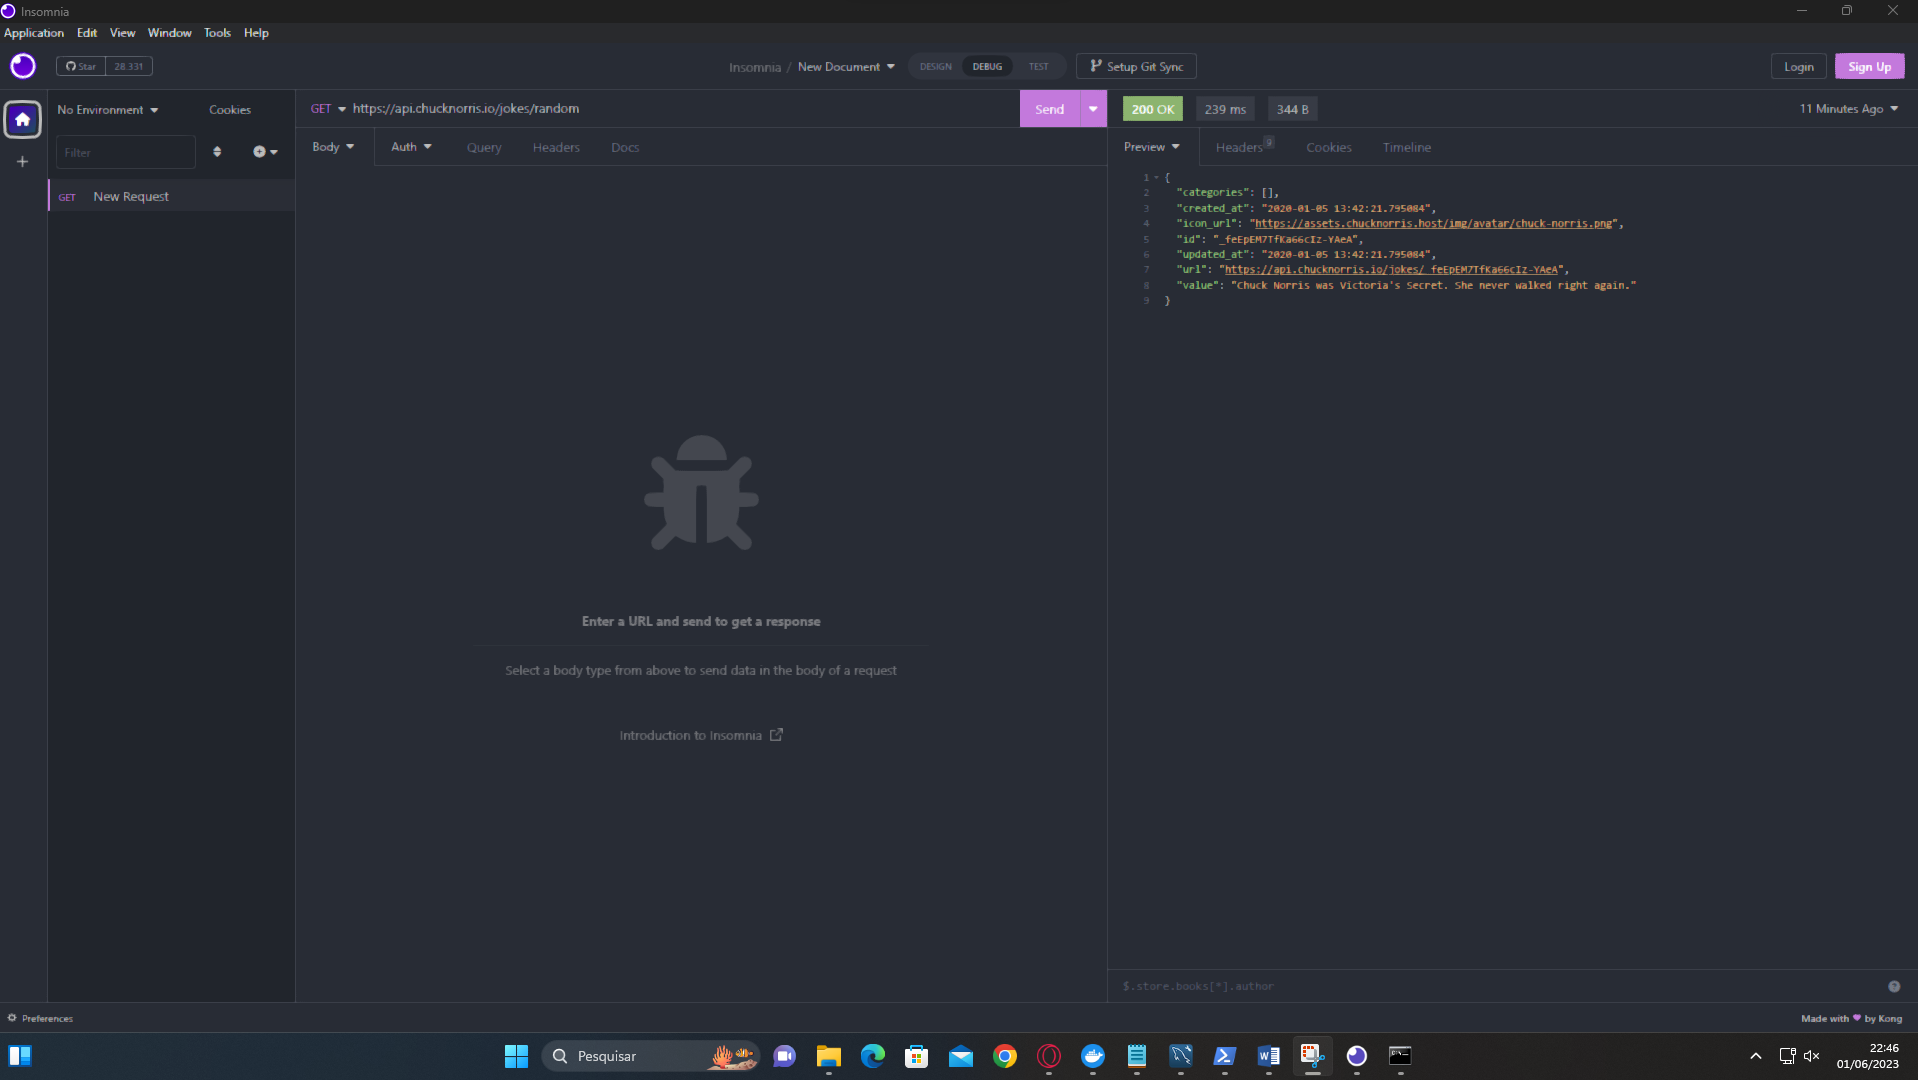 Insomnia
Application Edit View Window Tools Help
Star 28.331
Insomnia / New Document
DESIGN DEBUG TEST
Setup Git Sync
Login Sign Up
No Environment Cookies
Filter
GET New Request
GET https://api.chucknorris.io/jokes/random Send
Body Auth Query Headers Docs
Enter a URL and send to get a response
Select a body type from above to send data in the body of a request
Introduction to Insomnia
200 OK 239 ms 344 B 11 Minutes Ago
Preview Headers 9 Cookies Timeline
1 {
2 "categories": [],
3 "created_at": "2020-01-05 13:42:21.795084",
4 "icon_url": "https://assets.chucknorris.host/img/avatar/chuck-norris.png",
5 "id": "_feEpEM7TfKa66cIz-YAeA",
6 "updated_at": "2020-01-05 13:42:21.795084",
7 "url": "https://api.chucknorris.io/jokes/_feEpEM7TfKa66cIz-YAeA",
8 "value": "Chuck Norris was Victoria's Secret. She never walked right again."
9 }
$.store.books[*].author
Preferences
Made with ♥ by Kong
Pesquisar
22:46
01/06/2023